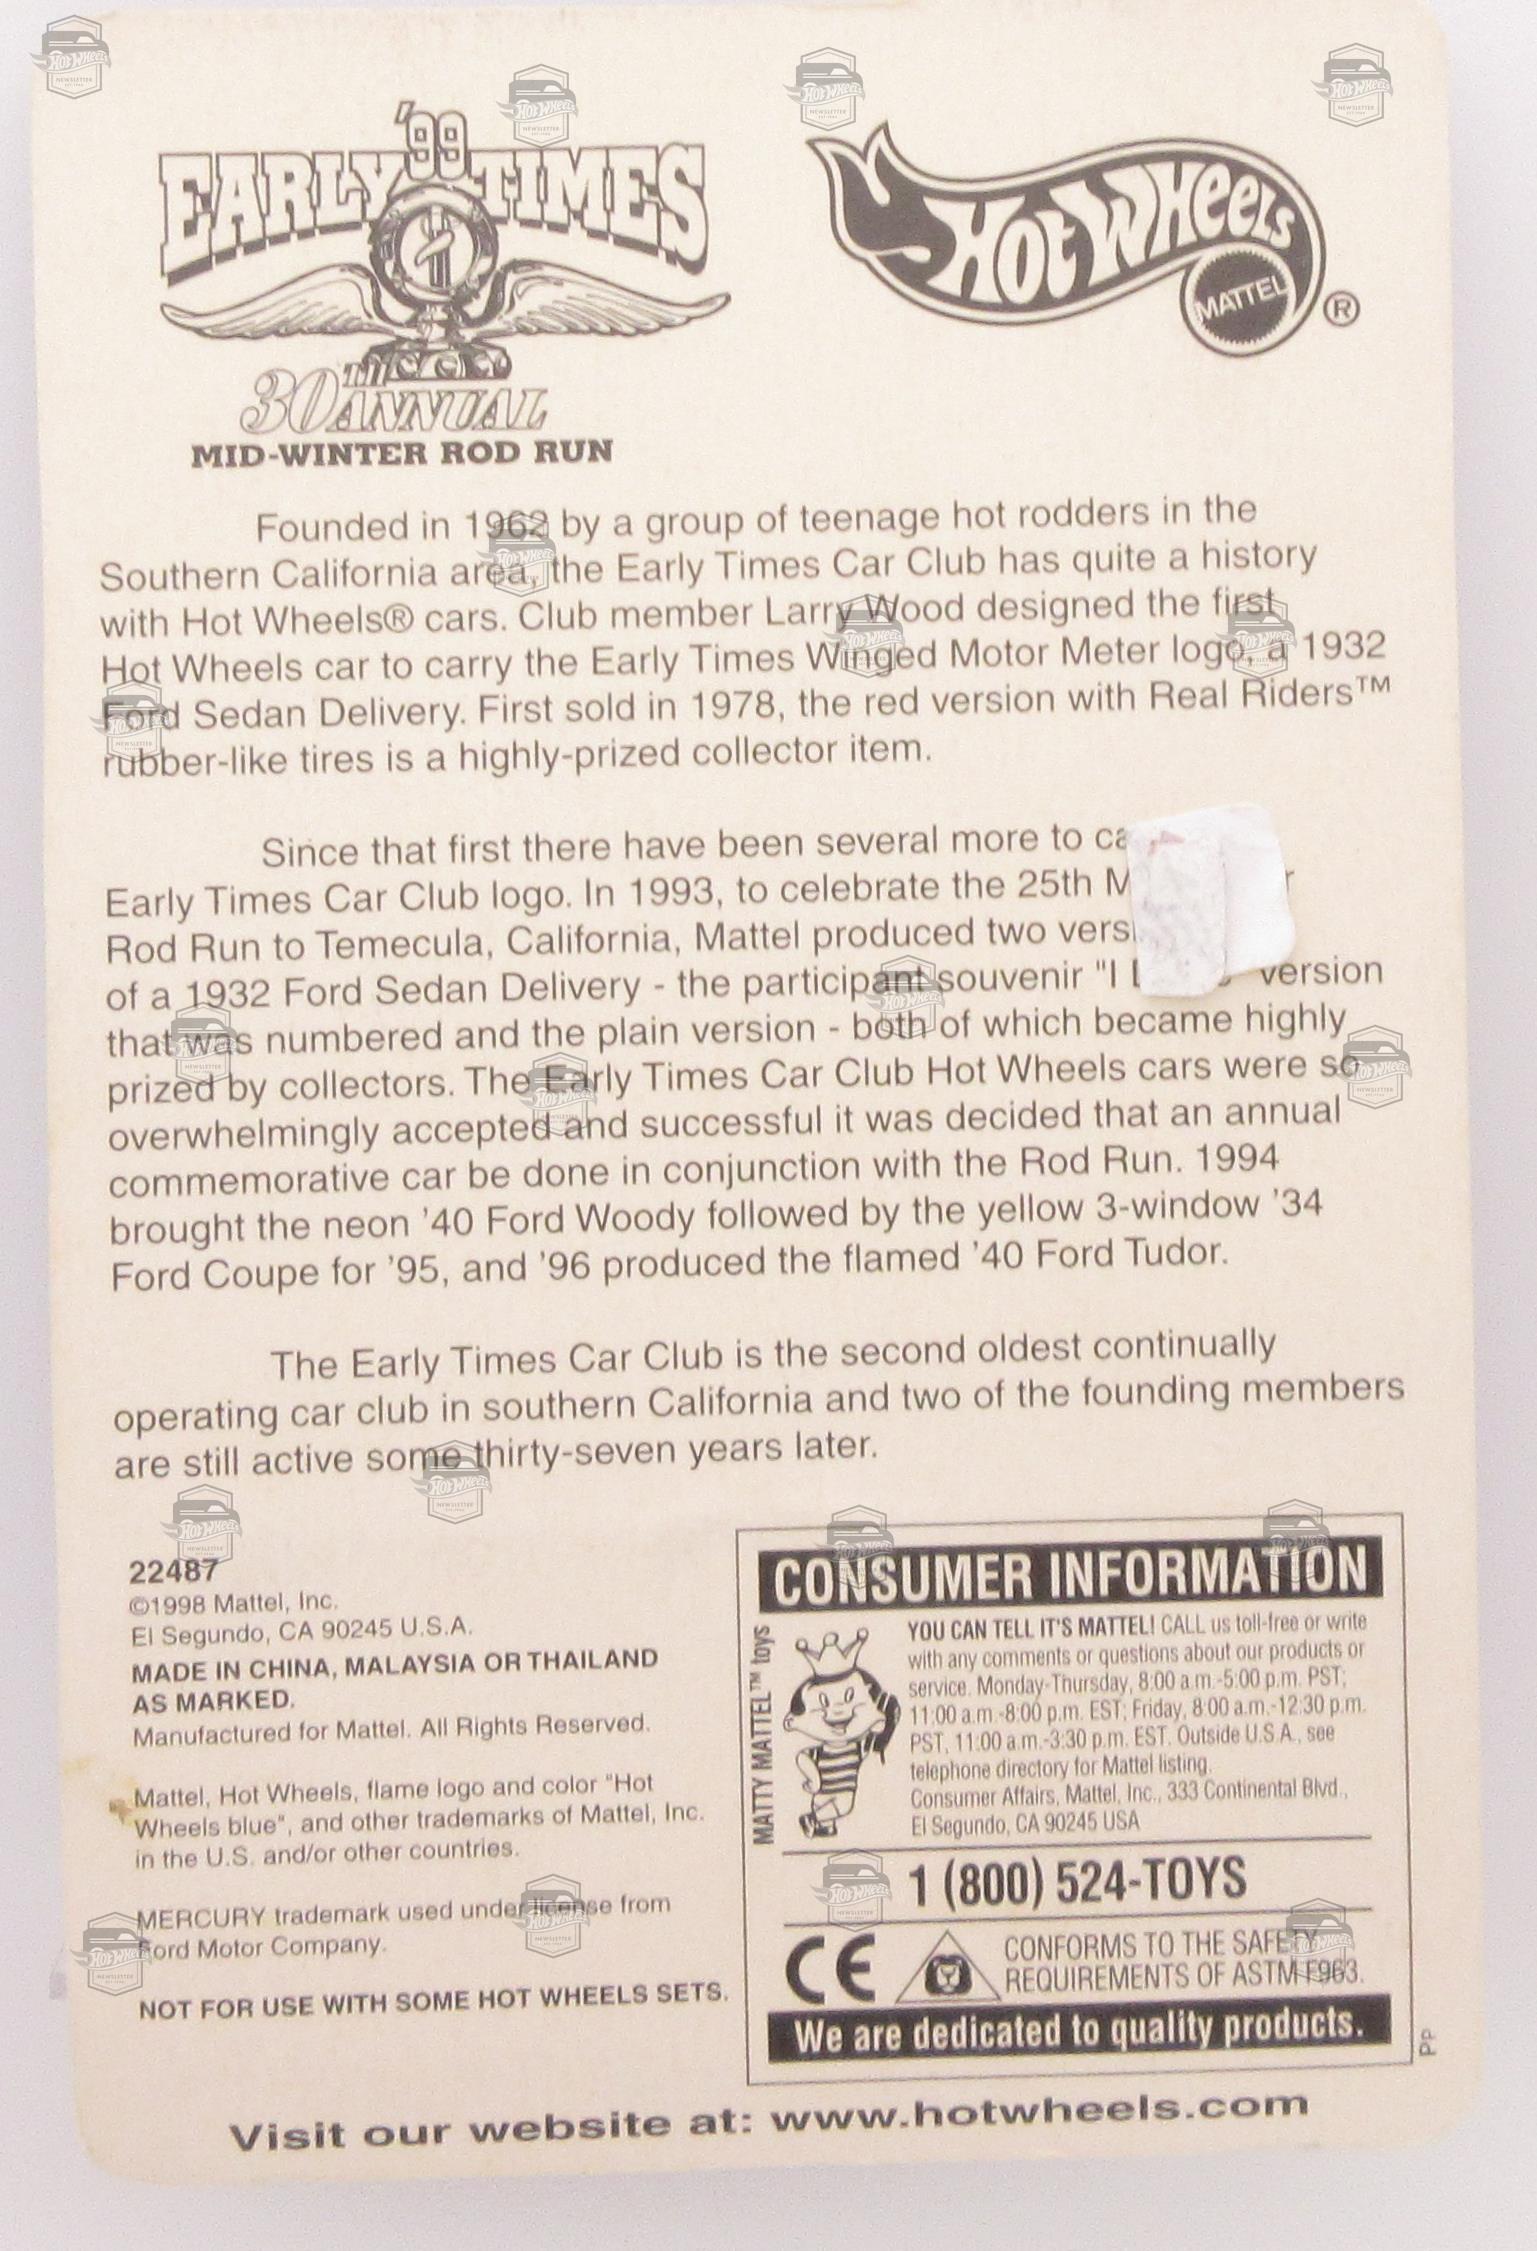 '99
EARLY TIMES
30TH ANNUAL
MID-WINTER ROD RUN
HOT WHEELS
MATTEL
®
Founded in 1962 by a group of teenage hot rodders in the
Southern California area, the Early Times Car Club has quite a history
with Hot Wheels® cars. Club member Larry Wood designed the first
Hot Wheels car to carry the Early Times Winged Motor Meter logo, a 1932
Ford Sedan Delivery. First sold in 1978, the red version with Real Riders™
rubber-like tires is a highly-prized collector item.
Since that first there have been several more to
Early Times Car Club logo. In 1993, to celebrate the 25th
Rod Run to Temecula, California, Mattel produced two
of a 1932 Ford Sedan Delivery - the participant souvenir "I version
that was numbered and the plain version - both of which became highly
prized by collectors. The Early Times Car Club Hot Wheels cars were so
overwhelmingly accepted and successful it was decided that an annual
commemorative car be done in conjunction with the Rod Run. 1994
brought the neon '40 Ford Woody followed by the yellow 3-window '34
Ford Coupe for '95, and '96 produced the flamed '40 Ford Tudor.
The Early Times Car Club is the second oldest continually
operating car club in southern California and two of the founding members
are still active some thirty-seven years later.
22487
©1998 Mattel, Inc.
El Segundo, CA 90245 U.S.A.
MADE IN CHINA, MALAYSIA OR THAILAND
AS MARKED.
Manufactured for Mattel. All Rights Reserved.
Mattel, Hot Wheels, flame logo and color "Hot
Wheels blue", and other trademarks of Mattel, Inc.
in the U.S. and/or other countries.
MERCURY trademark used under license from
Ford Motor Company.
NOT FOR USE WITH SOME HOT WHEELS SETS.
CONSUMER INFORMATION
MATTY MATTEL™ toys
YOU CAN TELL IT'S MATTEL! CALL us toll-free or write
with any comments or questions about our products or
service. Monday-Thursday, 8:00 a.m.-5:00 p.m. PST;
11:00 a.m.-8:00 p.m. EST; Friday, 8:00 a.m.-12:30 p.m.
PST, 11:00 a.m.-3:30 p.m. EST. Outside U.S.A., see
telephone directory for Mattel listing.
Consumer Affairs, Mattel, Inc., 333 Continental Blvd.,
El Segundo, CA 90245 USA
1 (800) 524-TOYS
CE
CONFORMS TO THE SAFETY
REQUIREMENTS OF ASTM F963.
We are dedicated to quality products.
PP
Visit our website at: www.hotwheels.com